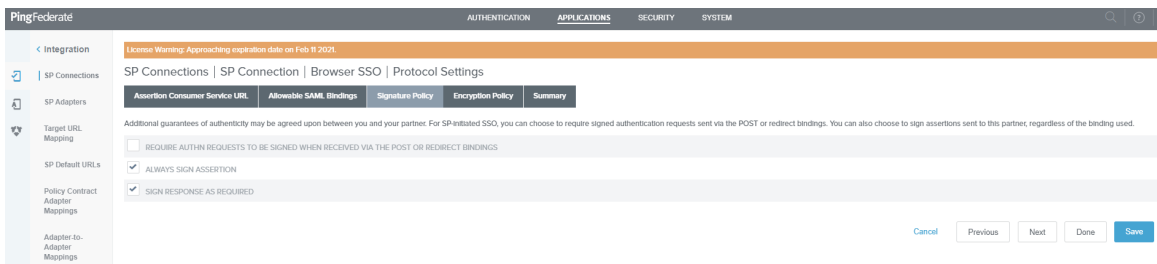 PingFederate
AUTHENTICATION APPLICATIONS SECURITY SYSTEM
< Integration
SP Connections
SP Adapters
Target URL
Mapping
SP Default URLs
Policy Contract
Adapter
Mappings
Adapter-to-
Adapter
Mappings
License Warning: Approaching expiration date on Feb 11 2021.
SP Connections | SP Connection | Browser SSO | Protocol Settings
Assertion Consumer Service URL Allowable SAML Bindings Signature Policy Encryption Policy Summary
Additional guarantees of authenticity may be agreed upon between you and your partner. For SP-initiated SSO, you can choose to require signed authentication requests sent via the POST or redirect bindings. You can also choose to sign assertions sent to this partner, regardless of the binding used.
REQUIRE AUTHN REQUESTS TO BE SIGNED WHEN RECEIVED VIA THE POST OR REDIRECT BINDINGS
ALWAYS SIGN ASSERTION
SIGN RESPONSE AS REQUIRED
Cancel Previous Next Done Save